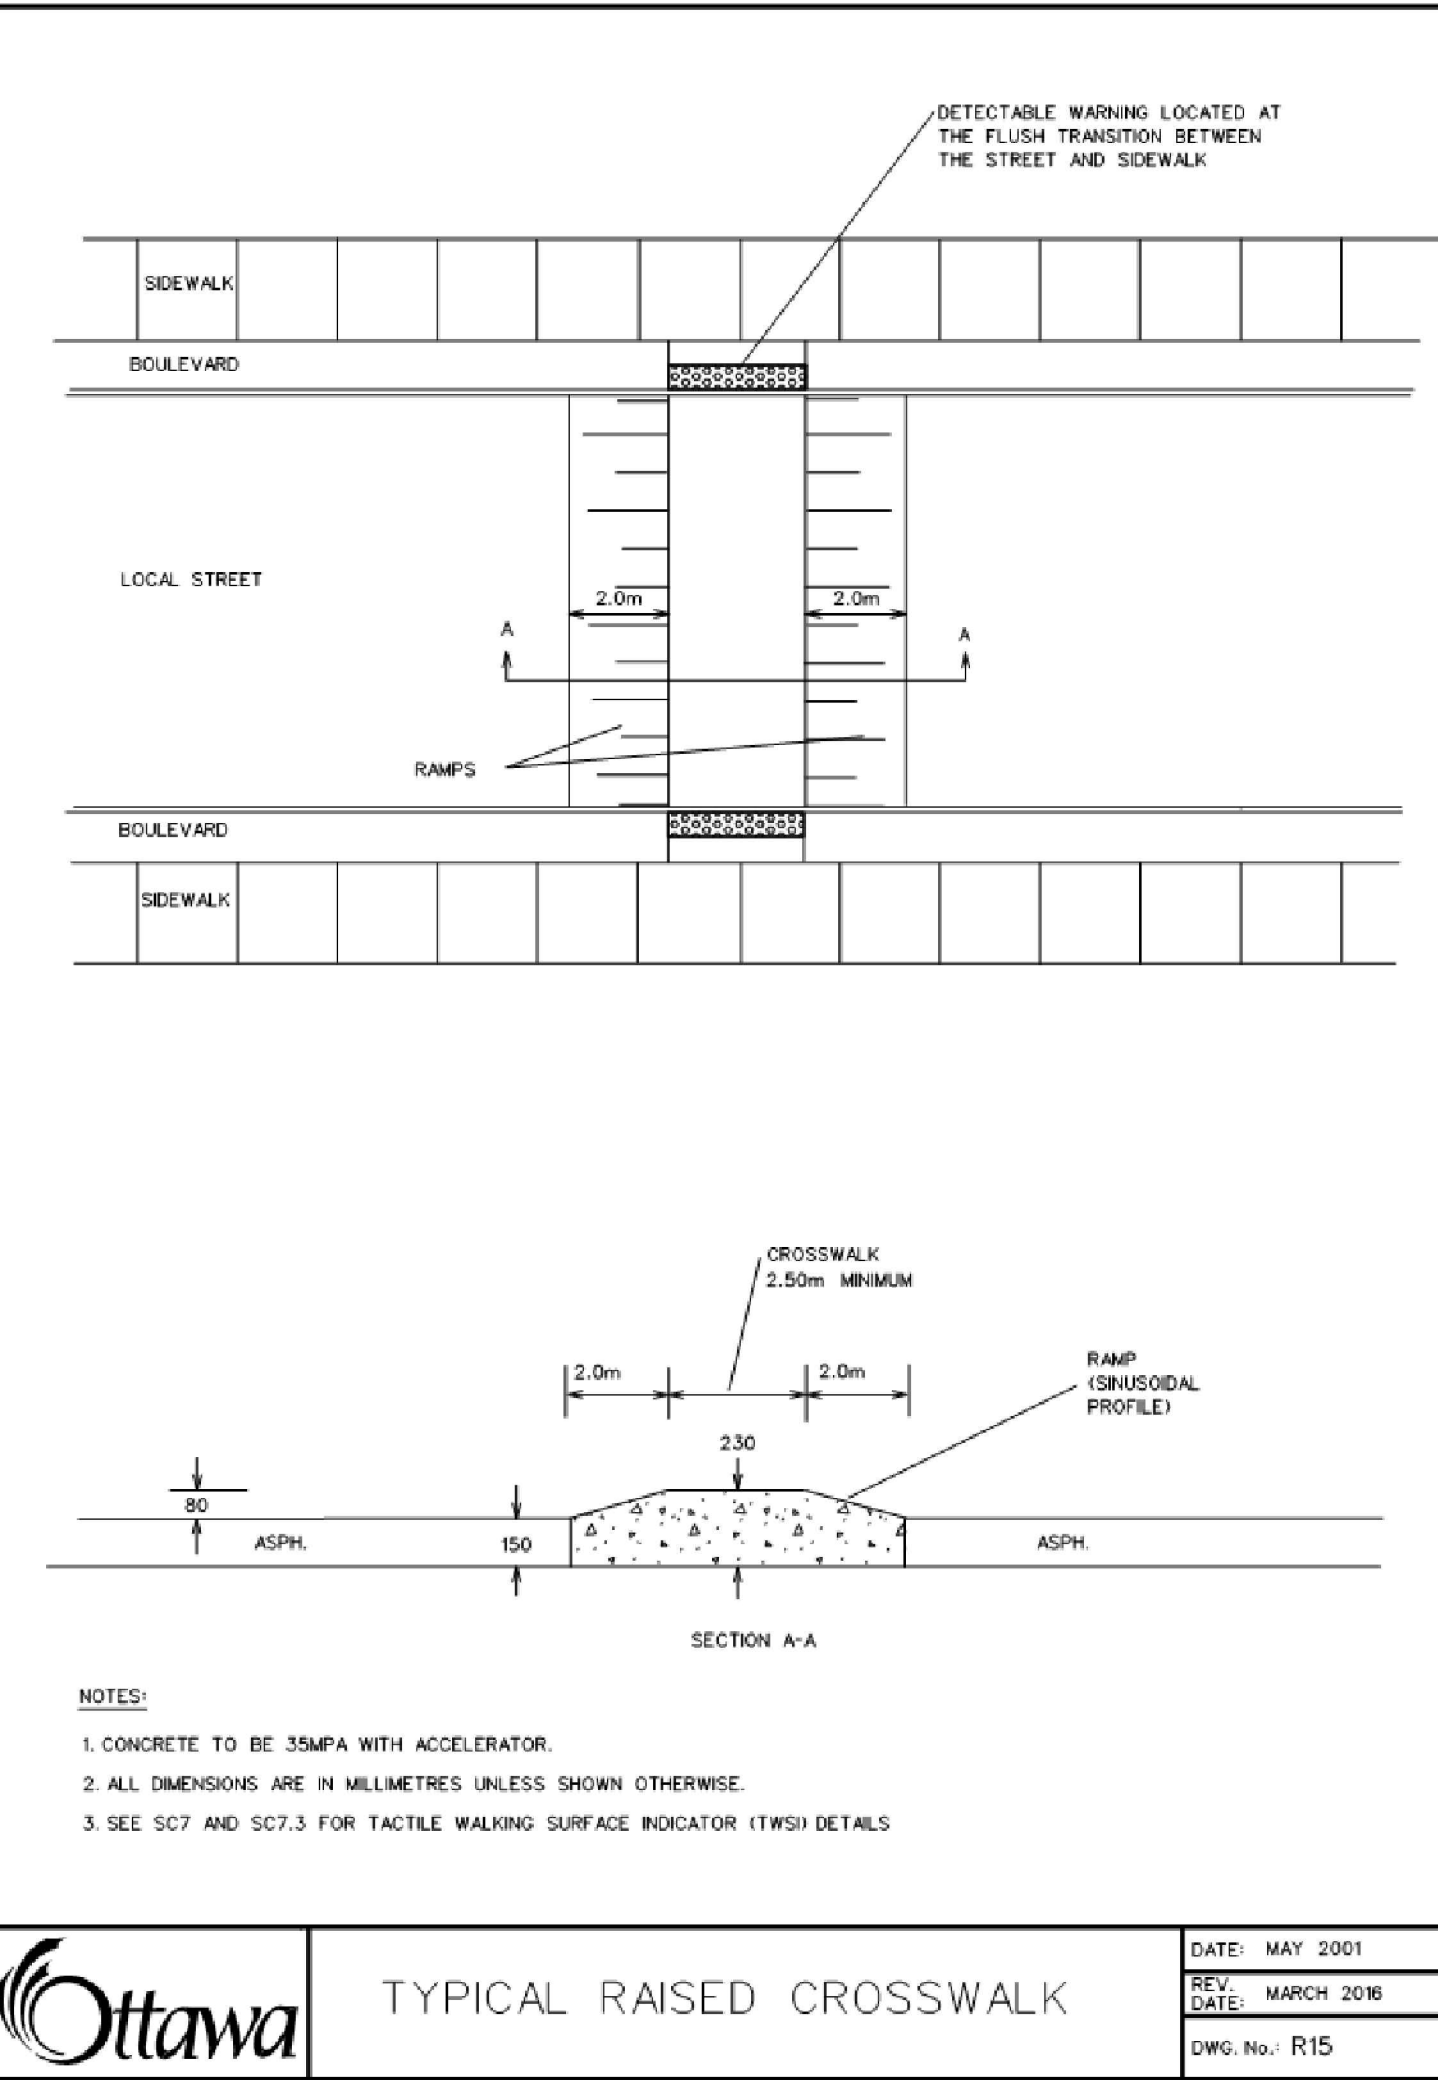 DETECTABLE WARNING LOCATED AT
THE FLUSH TRANSITION BETWEEN
THE STREET AND SIDEWALK
SIDEWALK
BOULEVARD
LOCAL STREET
2.0m
2.0m
A
A
RAMPS
BOULEVARD
SIDEWALK
CROSSWALK
2.50m MINIMUM
2.0m
2.0m
RAMP
(SINUSOIDAL
PROFILE)
230
80
150
ASPH.
ASPH.
SECTION A-A
NOTES:
1. CONCRETE TO BE 35MPA WITH ACCELERATOR.
2. ALL DIMENSIONS ARE IN MILLIMETRES UNLESS SHOWN OTHERWISE.
3. SEE SC7 AND SC7.3 FOR TACTILE WALKING SURFACE INDICATOR (TWSI) DETAILS
Ottawa
TYPICAL RAISED CROSSWALK
DATE: MAY 2001
REV.
DATE: MARCH 2016
DWG. No.: R15